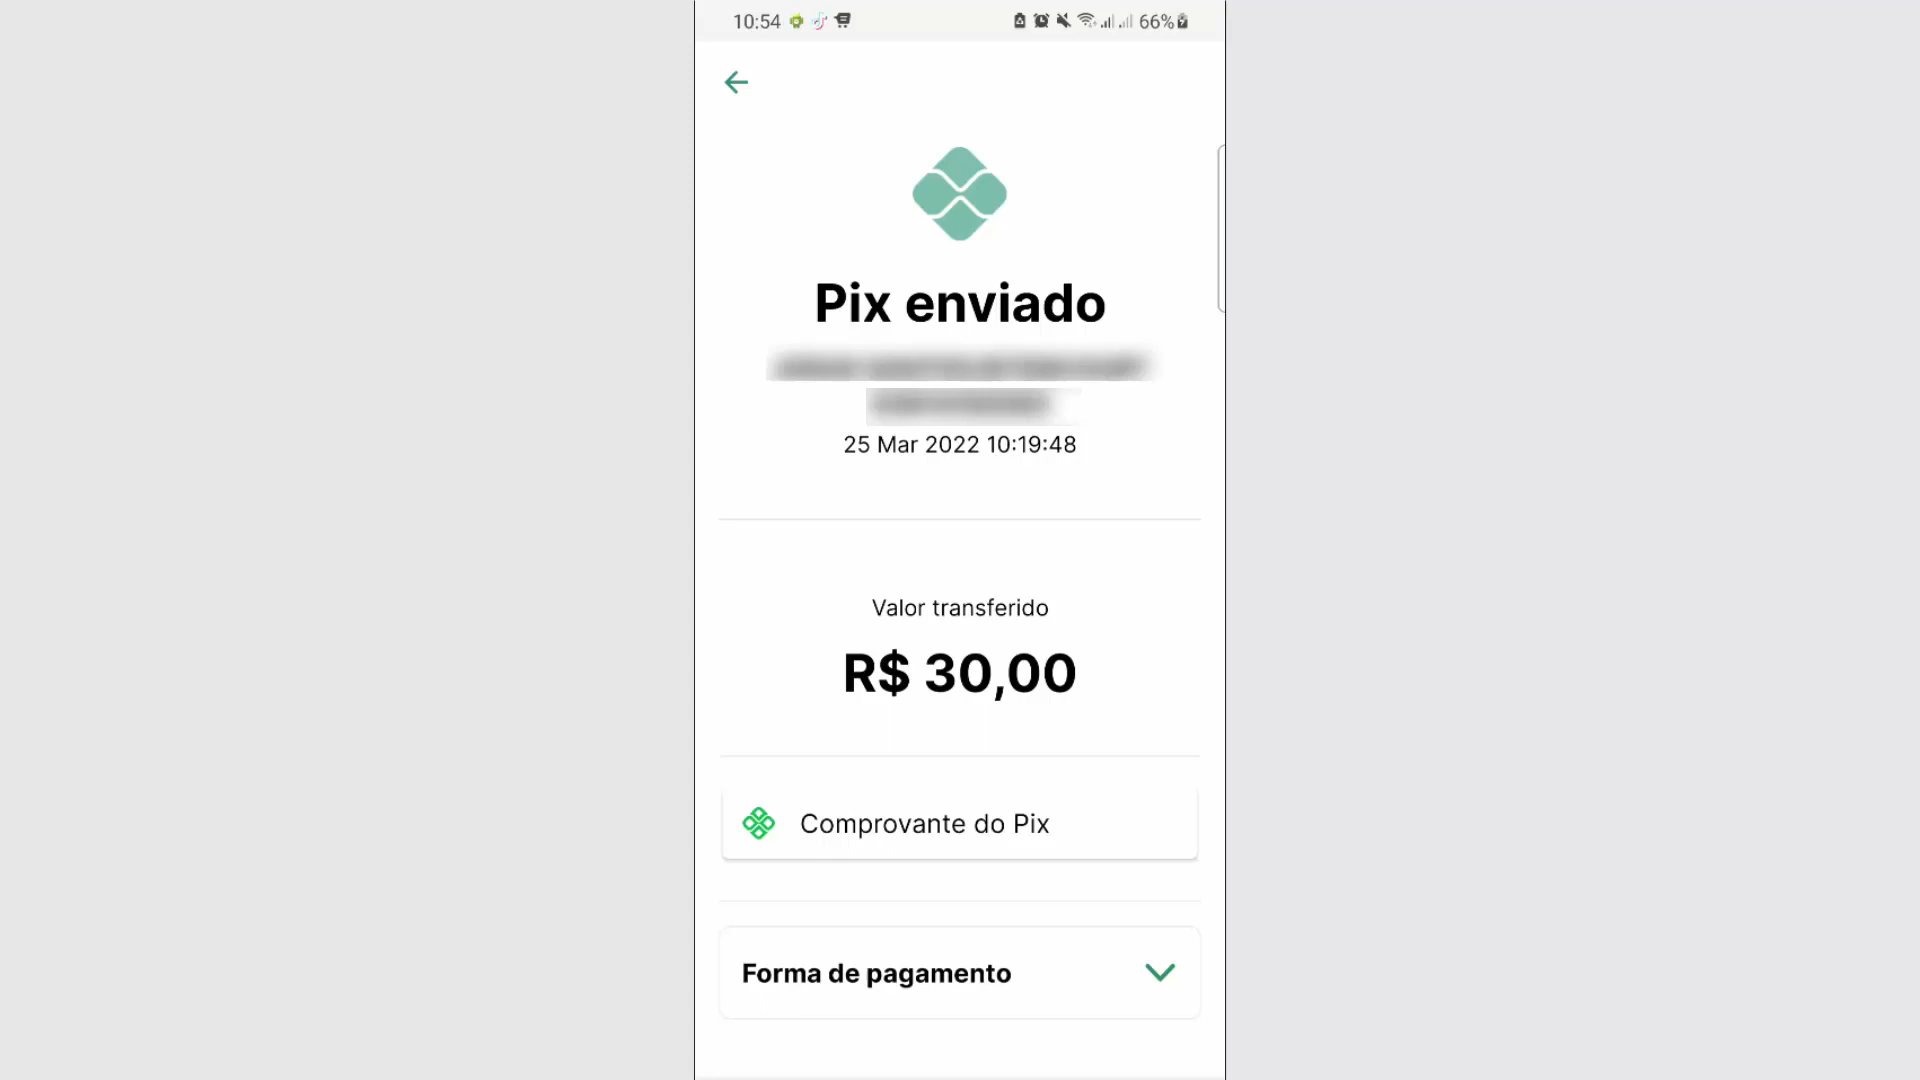 10:54 66%
Pix enviado
25 Mar 2022 10:19:48
Valor transferido
R$ 30,00
Comprovante do Pix
Forma de pagamento